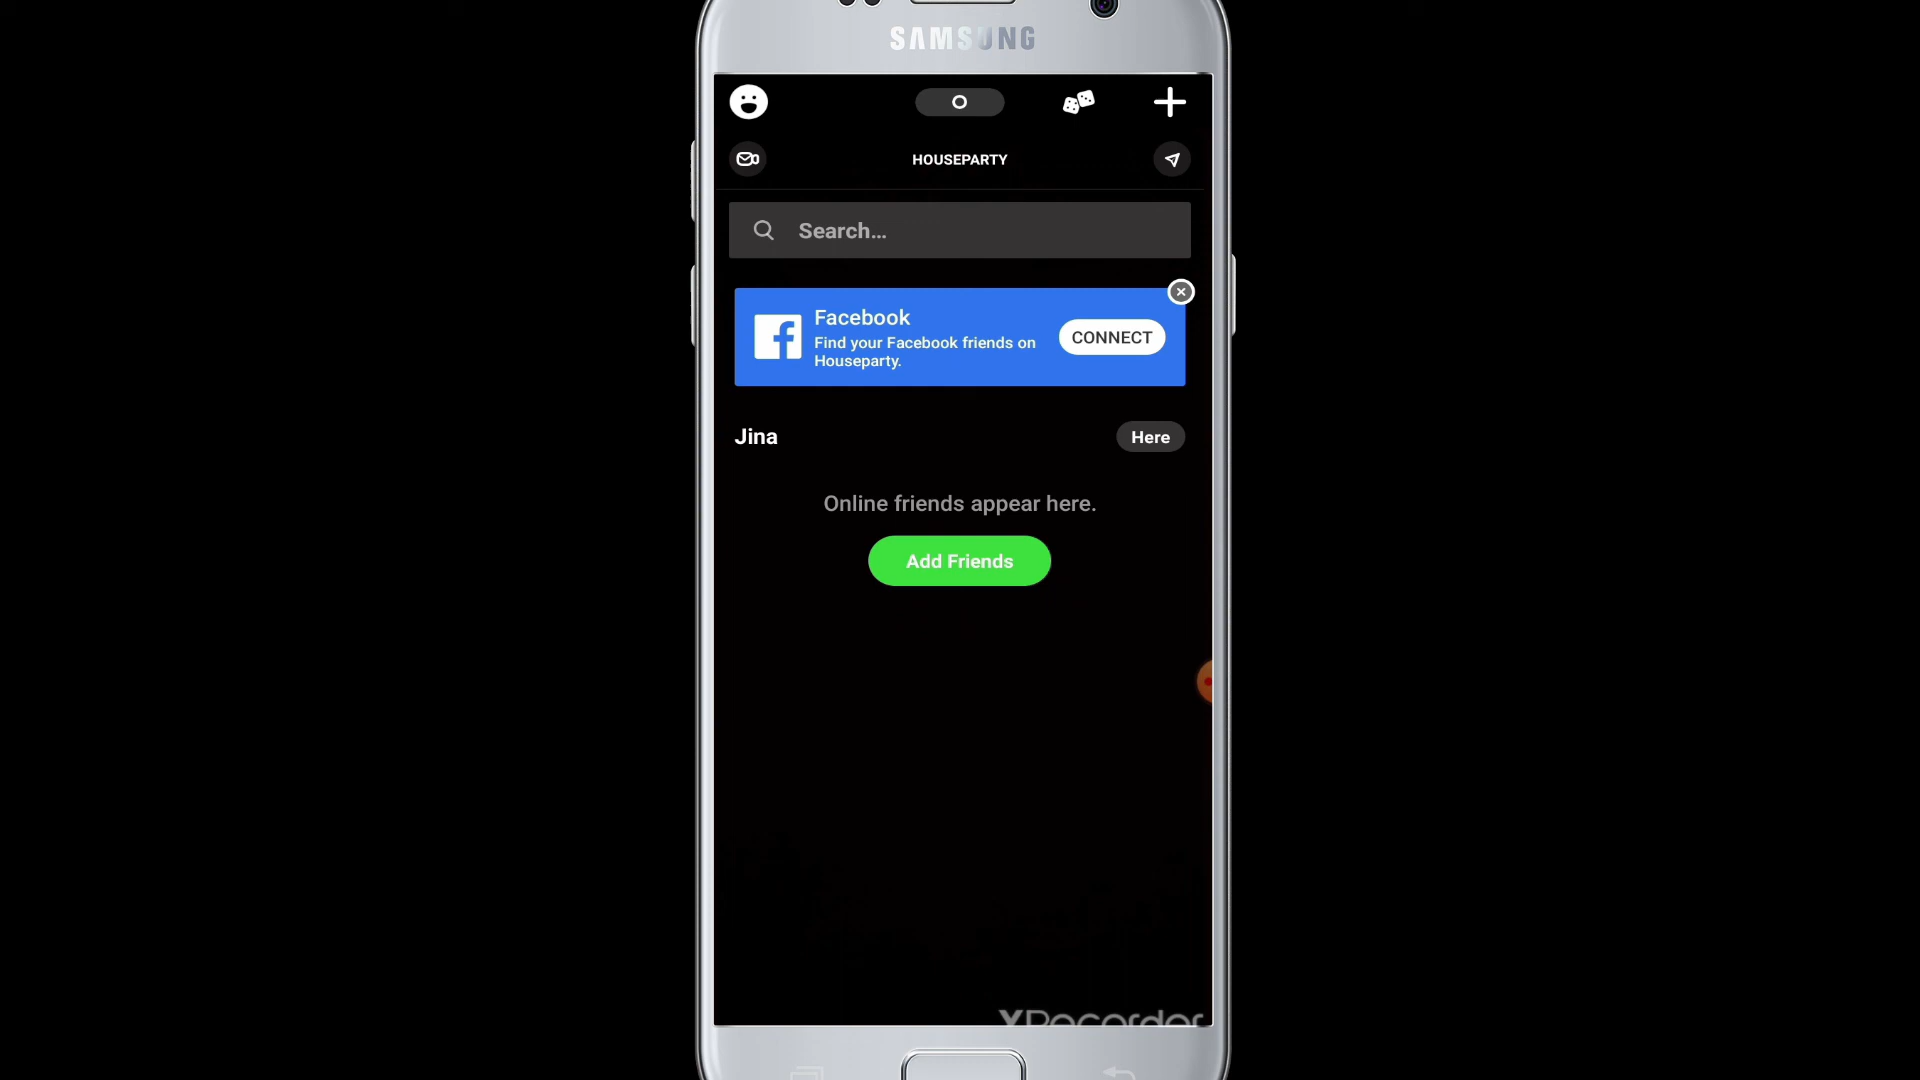 SAMSUNG
HOUSEPARTY
Search...
Facebook
Find your Facebook friends on
Houseparty.
CONNECT
Jina
Here
Online friends appear here.
Add Friends
XRecorder